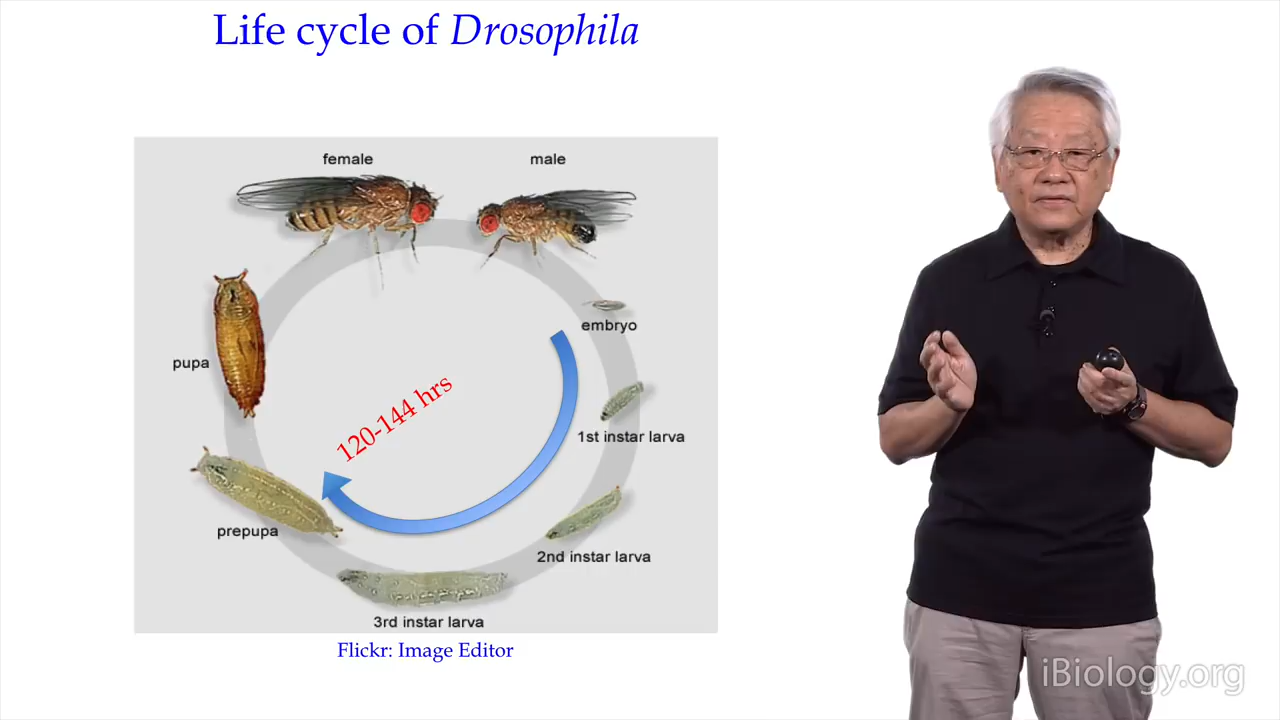 Life cycle of Drosophila
female
male
embryo
1st instar larva
2nd instar larva
3rd instar larva
prepupa
pupa
120-144 hrs
Flickr: Image Editor
iBiology.org